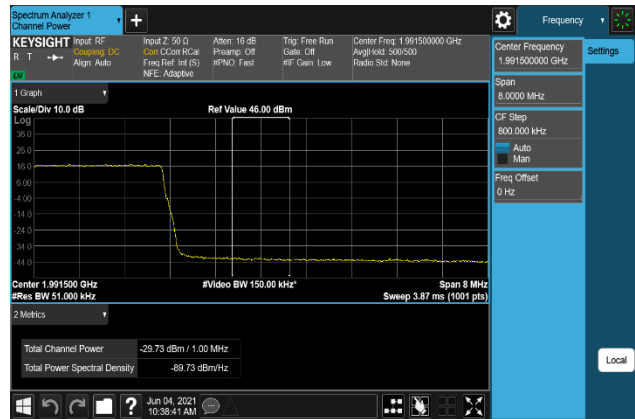 Spectrum Analyzer 1
Channel Power
Frequency
KEYSIGHT
R T
LV
Input: RF
Coupling: DC
Align: Auto
Input Z: 50 Ω
Corr CCorr RCal
Freq Ref: Int (S)
NFE: Adaptive
Atten: 16 dB
Preamp: Off
#PNO: Fast
Trig: Free Run
Gate: Off
#IF Gain: Low
Center Freq: 1.991500000 GHz
Avg|Hold: 500/500
Radio Std: None
Center Frequency
1.991500000 GHz
Settings
Span
8.0000 MHz
CF Step
800.000 kHz
Auto
Man
Freq Offset
0 Hz
1 Graph
Scale/Div 10.0 dB
Ref Value 46.00 dBm
Log
36.0
26.0
16.0
6.00
-4.00
-14.0
-24.0
-34.0
-44.0
Center 1.991500 GHz
#Video BW 150.00 kHz*
Span 8 MHz
#Res BW 51.000 kHz
Sweep 3.87 ms (1001 pts)
2 Metrics
Total Channel Power
-29.73 dBm / 1.00 MHz
Total Power Spectral Density
-89.73 dBm/Hz
Local
?
Jun 04, 2021
10:38:41 AM